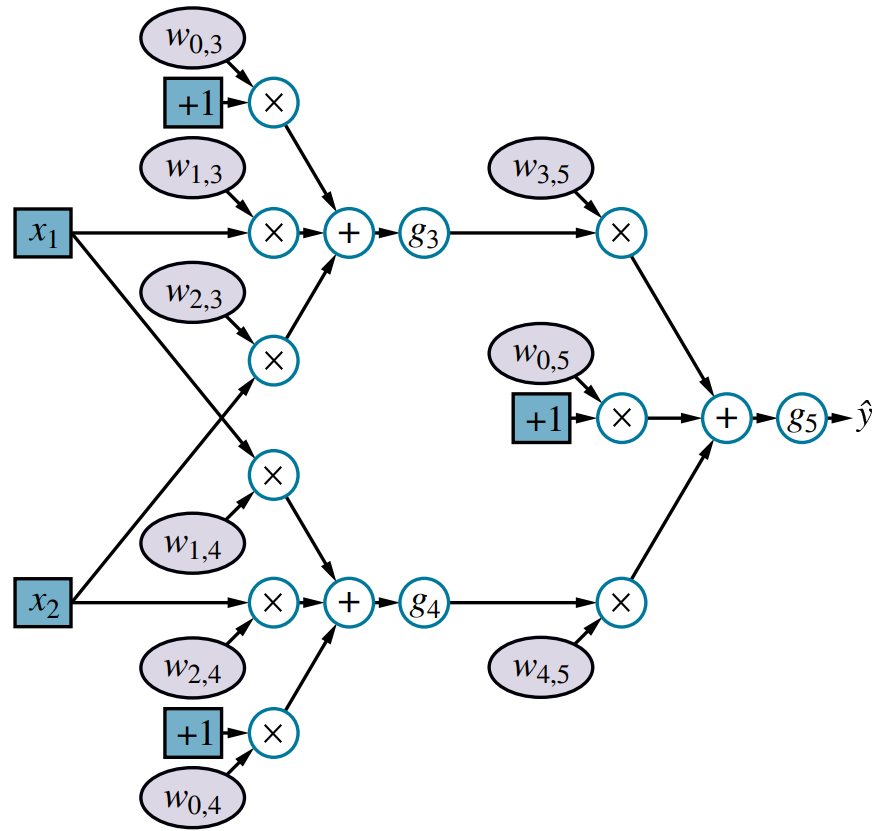 w0,3
+1 ×
w1,3 w3,5
x1 × + g3 ×
w2,3
× w0,5
+1 × + g5 ŷ
×
w1,4
x2 × + g4 ×
w2,4 w4,5
+1 ×
w0,4